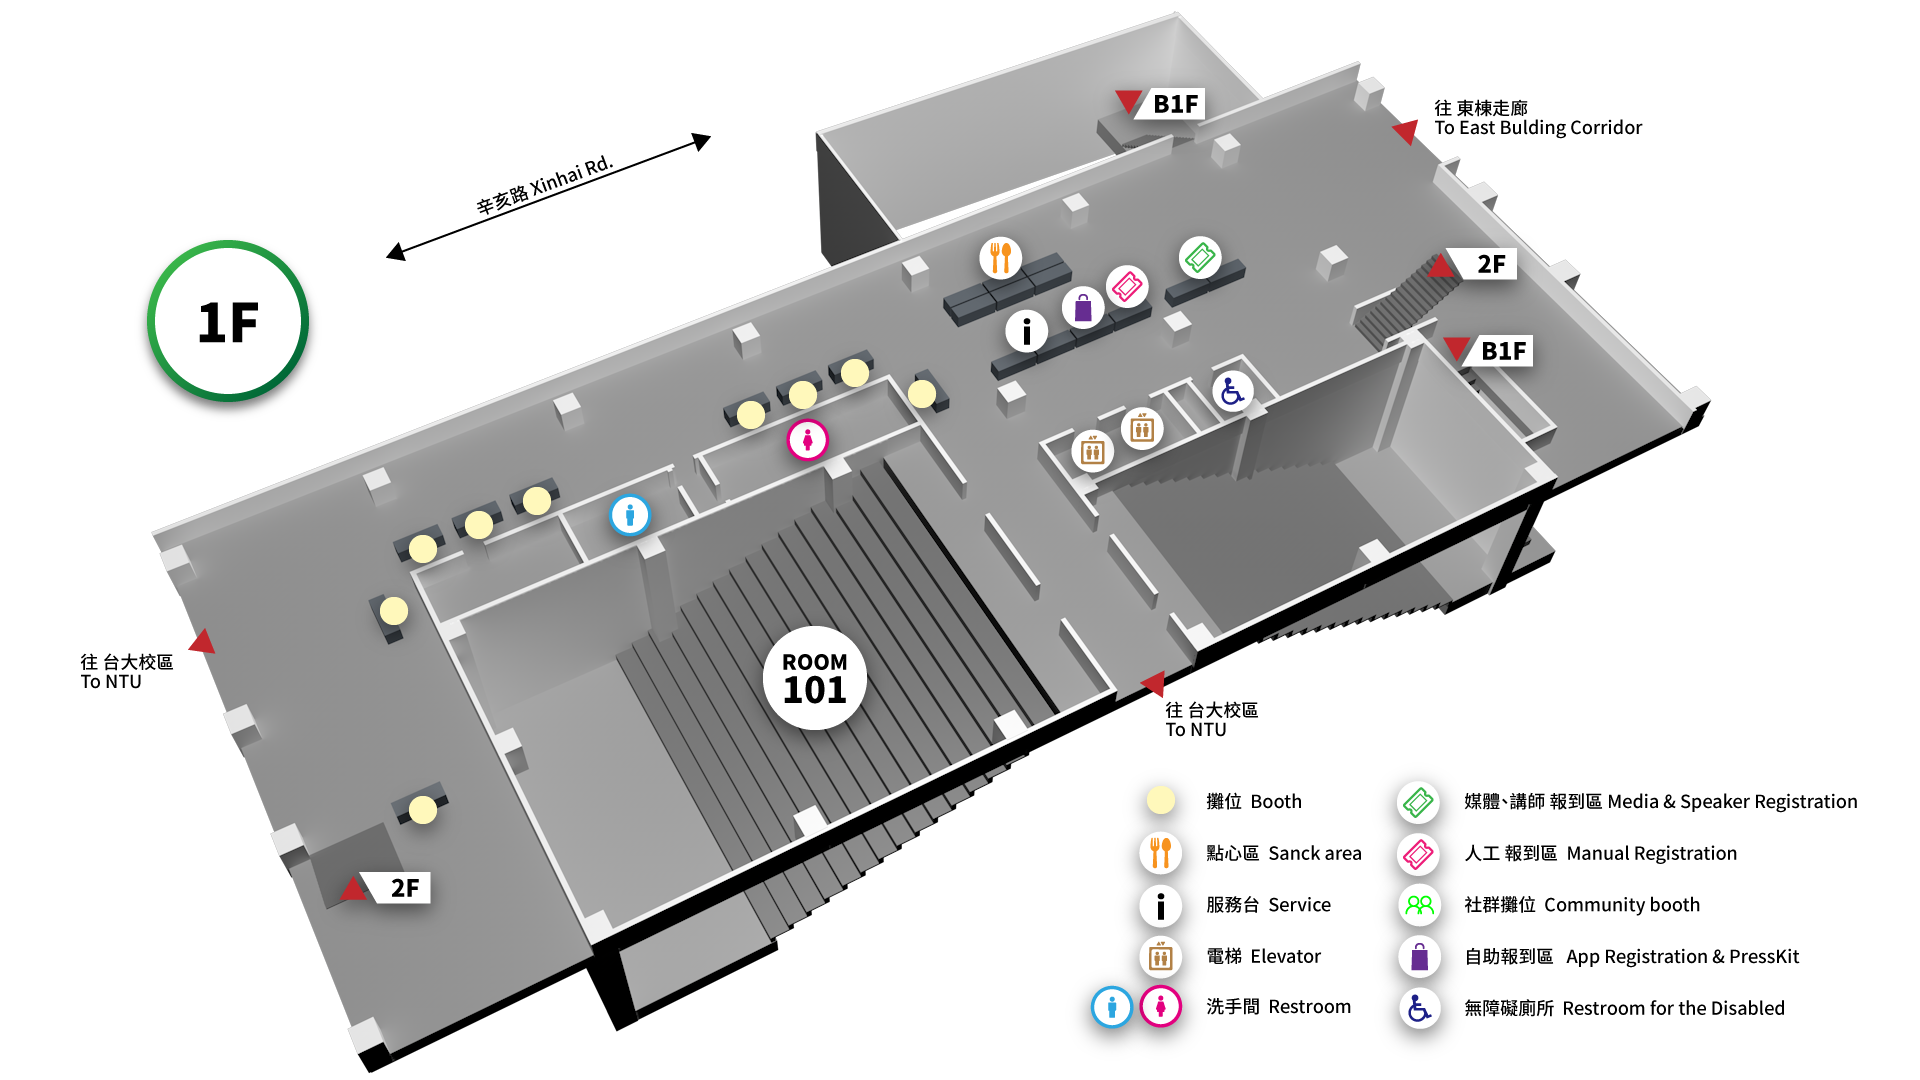 B1F
往 東棟走廊
To East Bulding Corridor
辛亥路 Xinhai Rd.
1F
2F
B1F
ROOM
101
往 台大校區
To NTU
往 台大校區
To NTU
2F
攤位 Booth
點心區 Sanck area
服務台 Service
電梯 Elevator
洗手間 Restroom
媒體、講師 報到區 Media & Speaker Registration
人工 報到區 Manual Registration
社群攤位 Community booth
自助報到區 App Registration & PressKit
無障礙廁所 Restroom for the Disabled